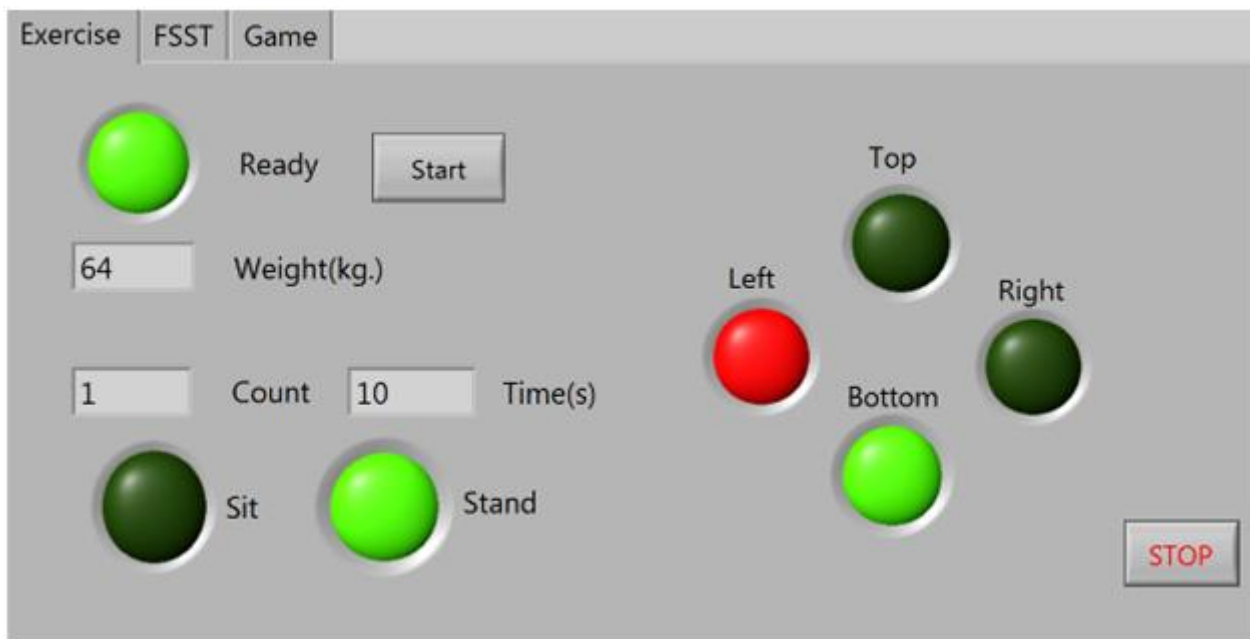 Exercise FSST Game
Ready Start
64 Weight(kg.)
1 Count 10 Time(s)
Sit Stand
Top
Left
Right
Bottom
STOP